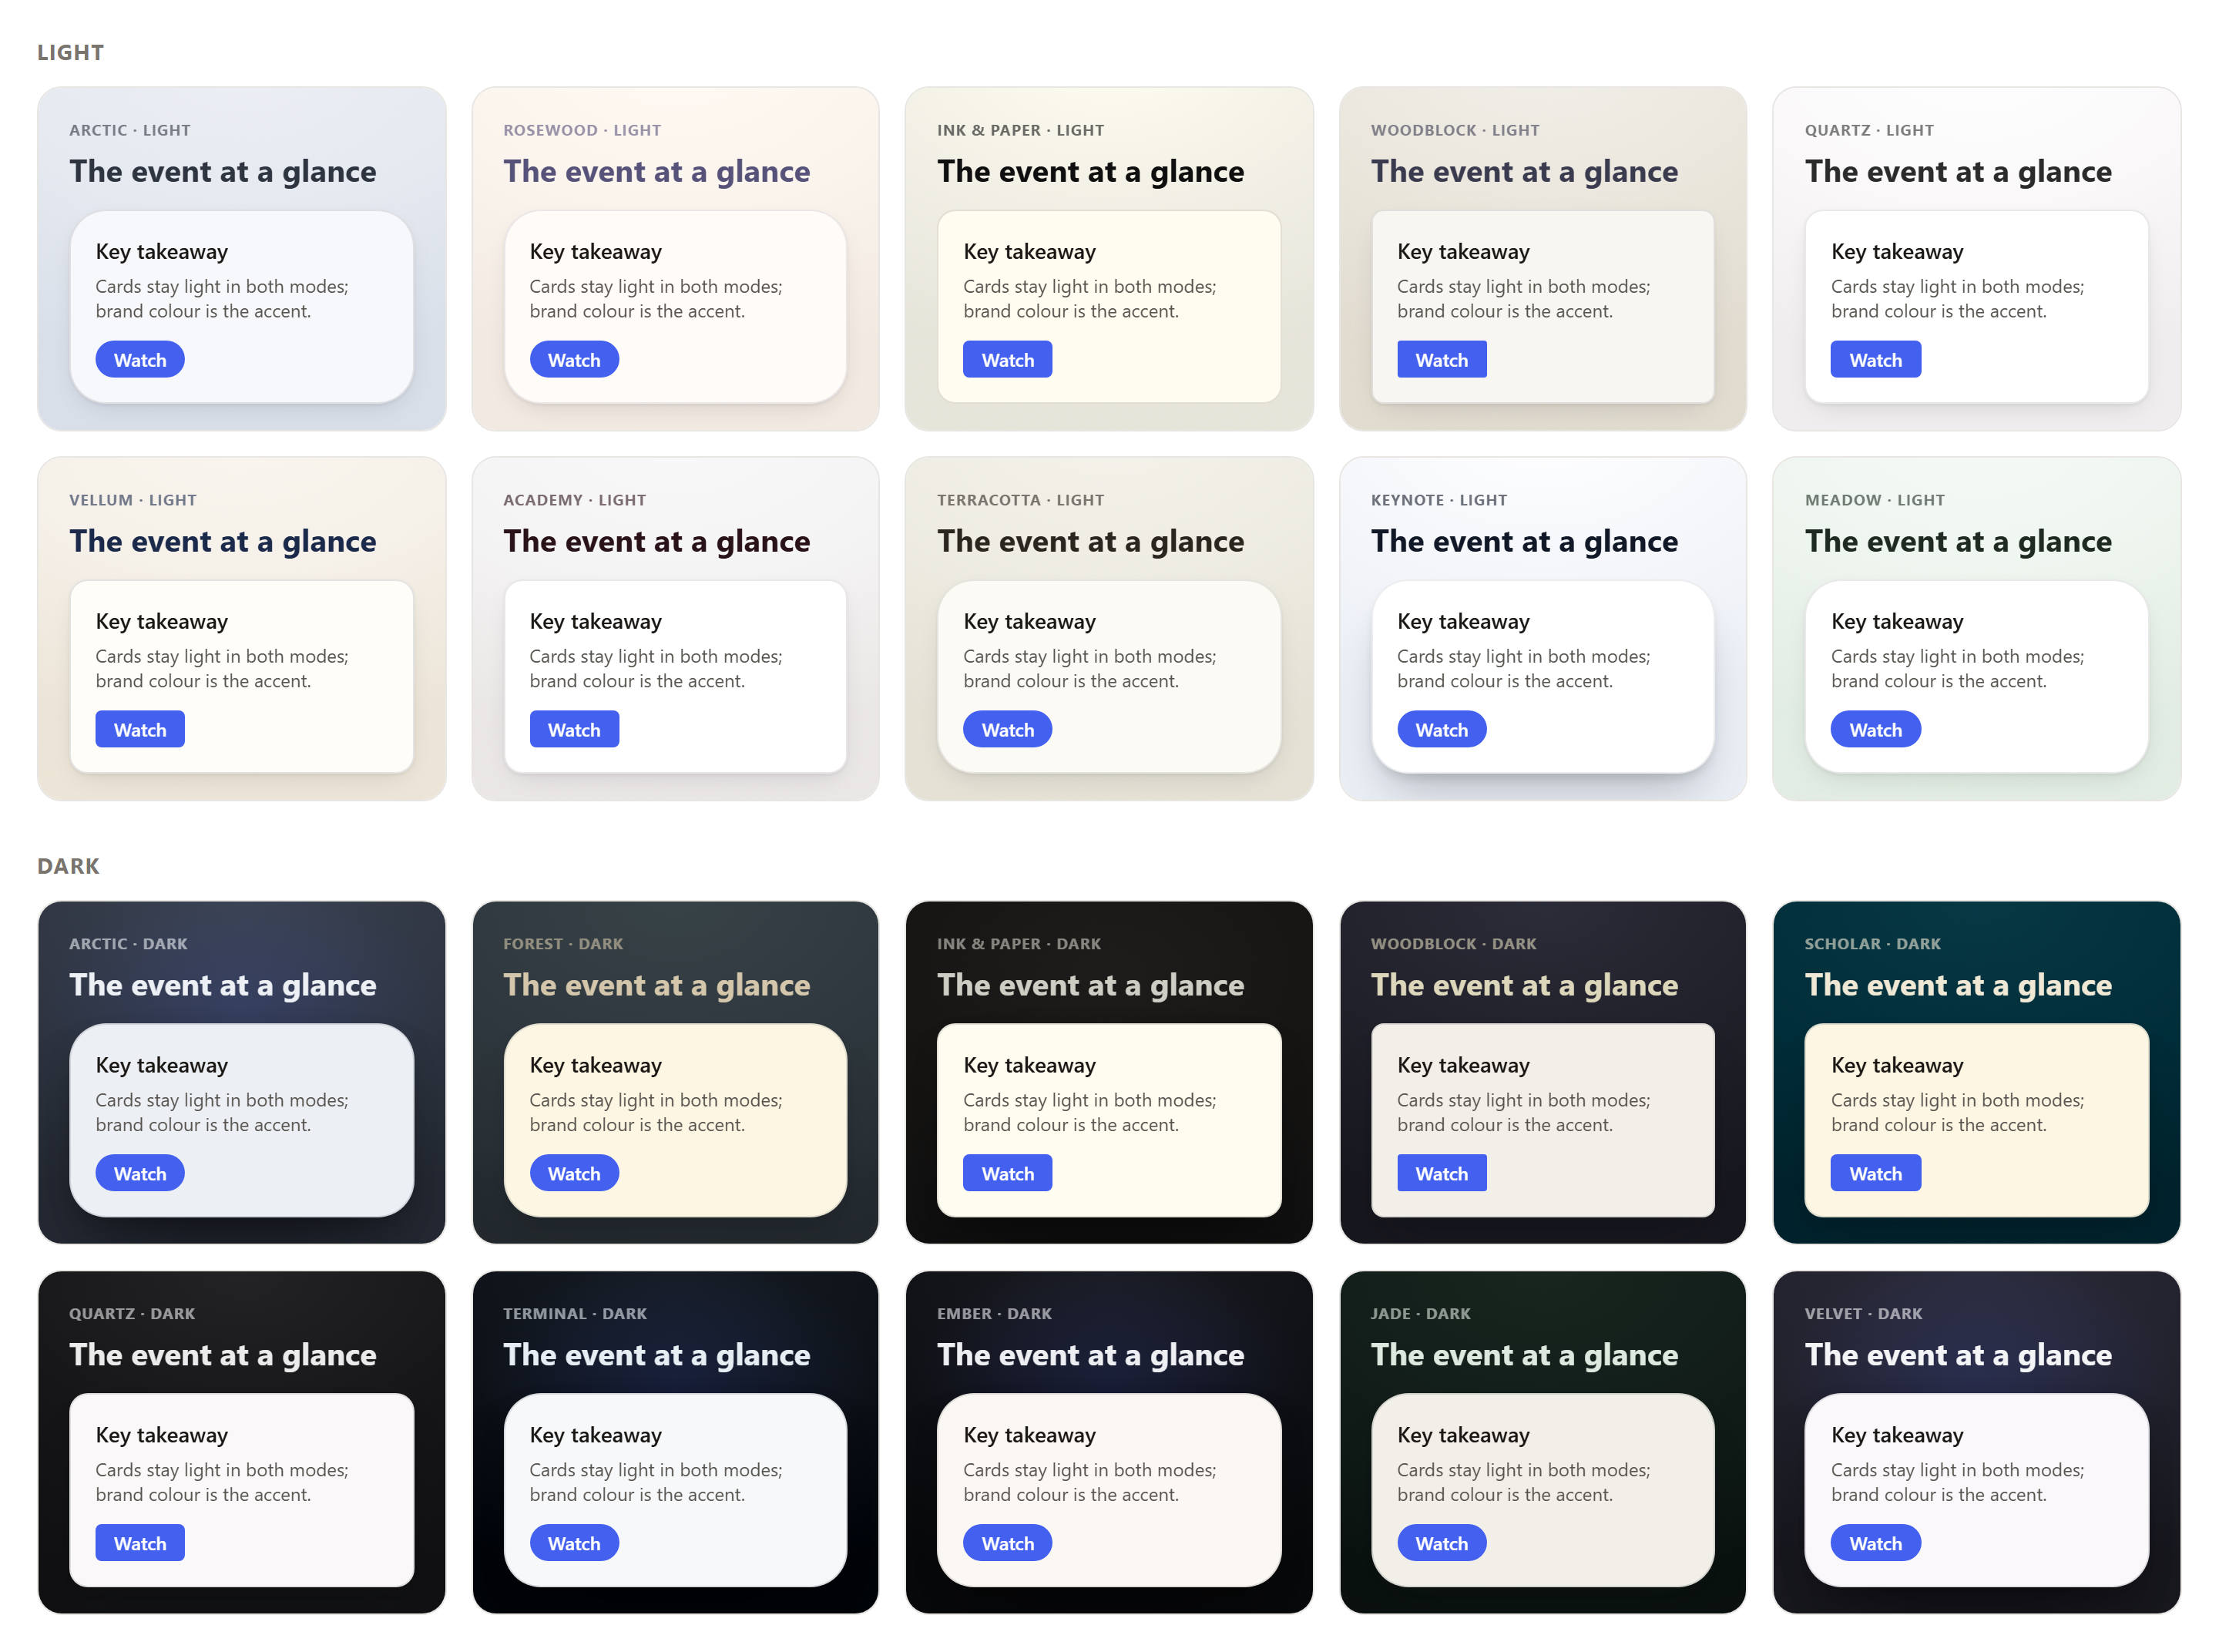 LIGHT
ARCTIC · LIGHT
The event at a glance
Key takeaway
Cards stay light in both modes;
brand colour is the accent.
Watch
ROSEWOOD · LIGHT
The event at a glance
Key takeaway
Cards stay light in both modes;
brand colour is the accent.
Watch
INK & PAPER · LIGHT
The event at a glance
Key takeaway
Cards stay light in both modes;
brand colour is the accent.
Watch
WOODBLOCK · LIGHT
The event at a glance
Key takeaway
Cards stay light in both modes;
brand colour is the accent.
Watch
QUARTZ · LIGHT
The event at a glance
Key takeaway
Cards stay light in both modes;
brand colour is the accent.
Watch
VELLUM · LIGHT
The event at a glance
Key takeaway
Cards stay light in both modes;
brand colour is the accent.
Watch
ACADEMY · LIGHT
The event at a glance
Key takeaway
Cards stay light in both modes;
brand colour is the accent.
Watch
TERRACOTTA · LIGHT
The event at a glance
Key takeaway
Cards stay light in both modes;
brand colour is the accent.
Watch
KEYNOTE · LIGHT
The event at a glance
Key takeaway
Cards stay light in both modes;
brand colour is the accent.
Watch
MEADOW · LIGHT
The event at a glance
Key takeaway
Cards stay light in both modes;
brand colour is the accent.
Watch
DARK
ARCTIC · DARK
The event at a glance
Key takeaway
Cards stay light in both modes;
brand colour is the accent.
Watch
FOREST · DARK
The event at a glance
Key takeaway
Cards stay light in both modes;
brand colour is the accent.
Watch
INK & PAPER · DARK
The event at a glance
Key takeaway
Cards stay light in both modes;
brand colour is the accent.
Watch
WOODBLOCK · DARK
The event at a glance
Key takeaway
Cards stay light in both modes;
brand colour is the accent.
Watch
SCHOLAR · DARK
The event at a glance
Key takeaway
Cards stay light in both modes;
brand colour is the accent.
Watch
QUARTZ · DARK
The event at a glance
Key takeaway
Cards stay light in both modes;
brand colour is the accent.
Watch
TERMINAL · DARK
The event at a glance
Key takeaway
Cards stay light in both modes;
brand colour is the accent.
Watch
EMBER · DARK
The event at a glance
Key takeaway
Cards stay light in both modes;
brand colour is the accent.
Watch
JADE · DARK
The event at a glance
Key takeaway
Cards stay light in both modes;
brand colour is the accent.
Watch
VELVET · DARK
The event at a glance
Key takeaway
Cards stay light in both modes;
brand colour is the accent.
Watch